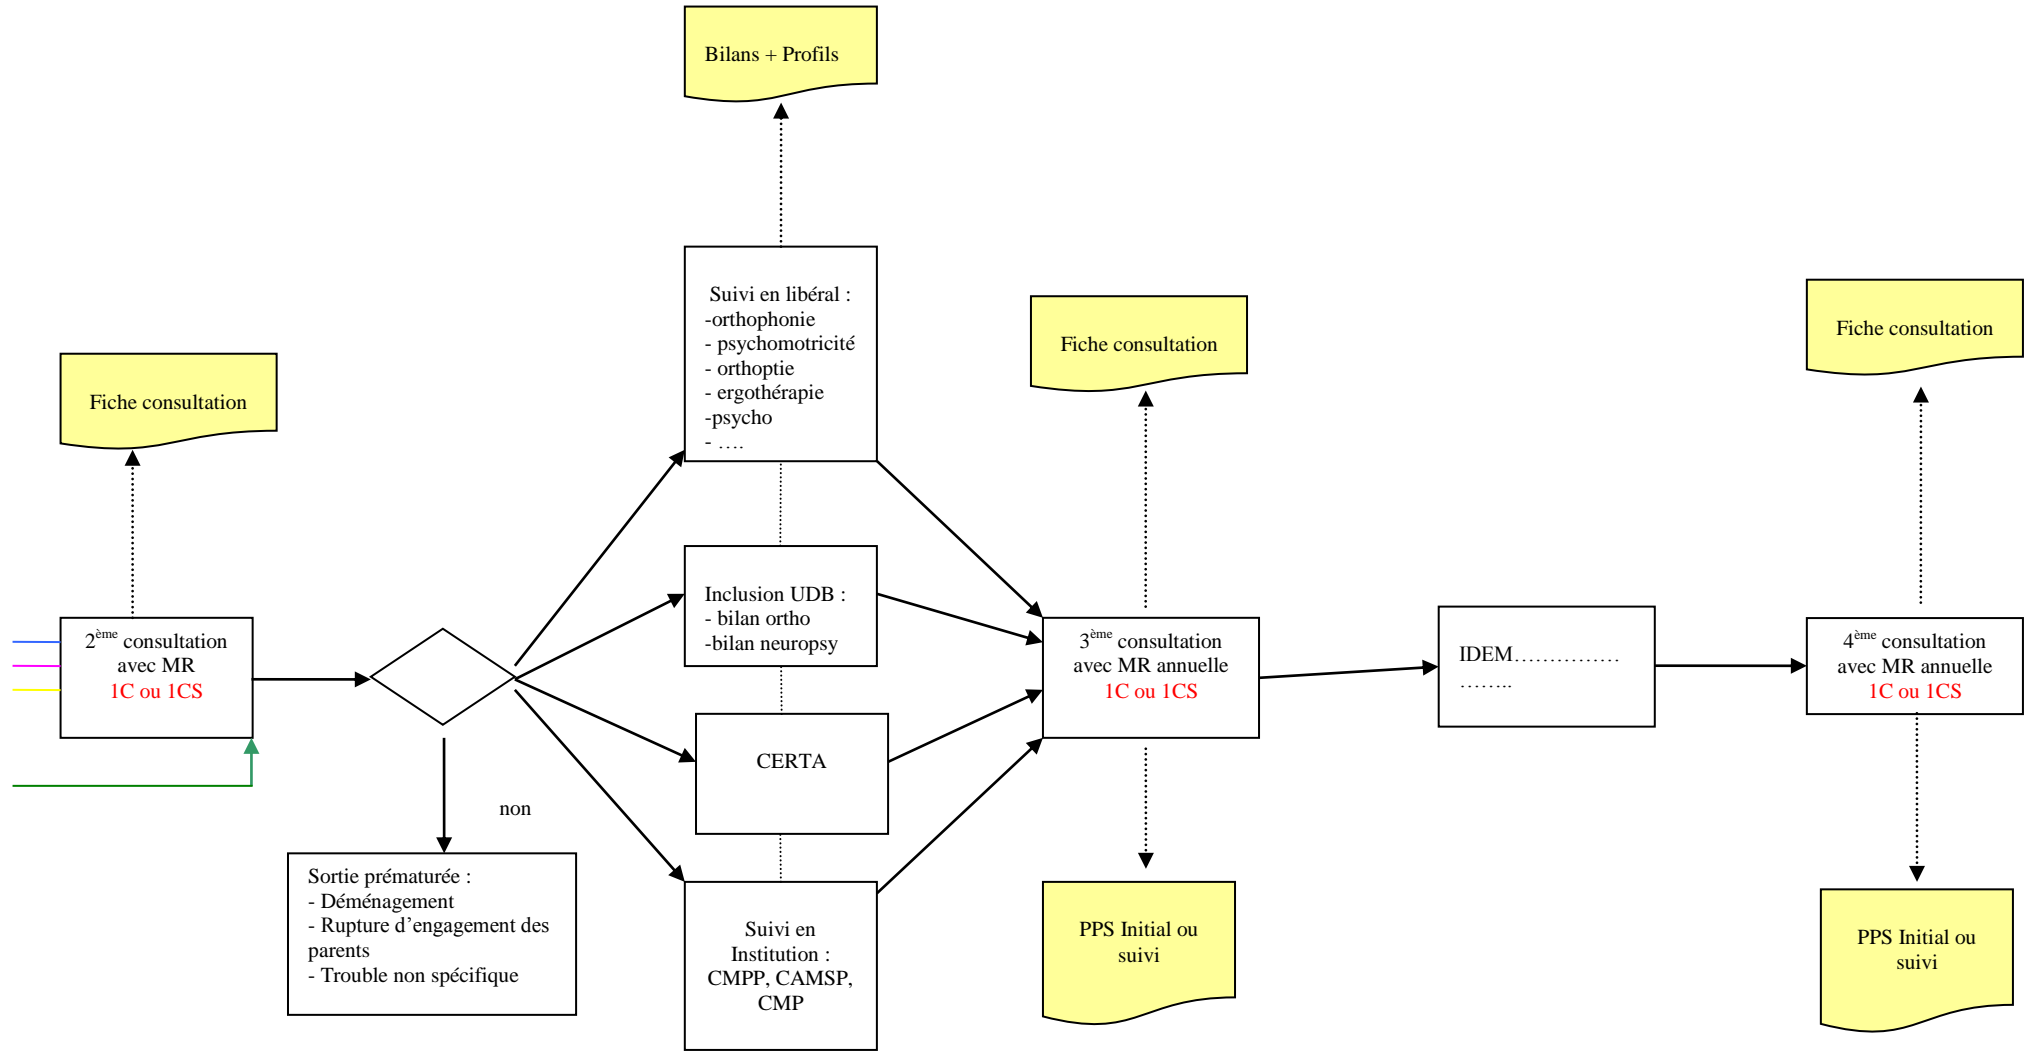 Bilans + Profils
Suivi en libéral :
-orthophonie
- psychomotricité
- orthoptie
- ergothérapie
-psycho
- ….
Fiche consultation
Fiche consultation
Fiche consultation
Inclusion UDB :
- bilan ortho
-bilan neuropsy
2ème consultation
avec MR
1C ou 1CS
3ème consultation
avec MR annuelle
1C ou 1CS
IDEM……………
……..
4ème consultation
avec MR annuelle
1C ou 1CS
CERTA
non
Sortie prématurée :
- Déménagement
- Rupture d’engagement des
parents
- Trouble non spécifique
Suivi en
Institution :
CMPP, CAMSP,
CMP
PPS Initial ou
suivi
PPS Initial ou
suivi